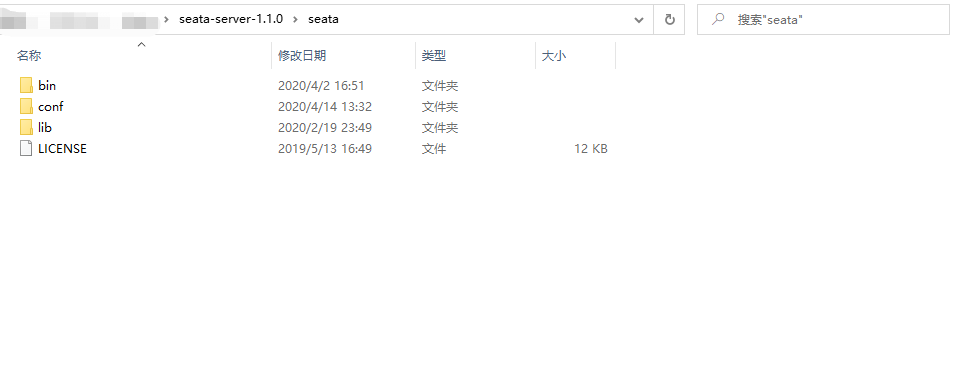 seata-server-1.1.0 › seata 搜索"seata"
名称 修改日期 类型 大小
bin 2020/4/2 16:51 文件夹
conf 2020/4/14 13:32 文件夹
lib 2020/2/19 23:49 文件夹
LICENSE 2019/5/13 16:49 文件 12 KB